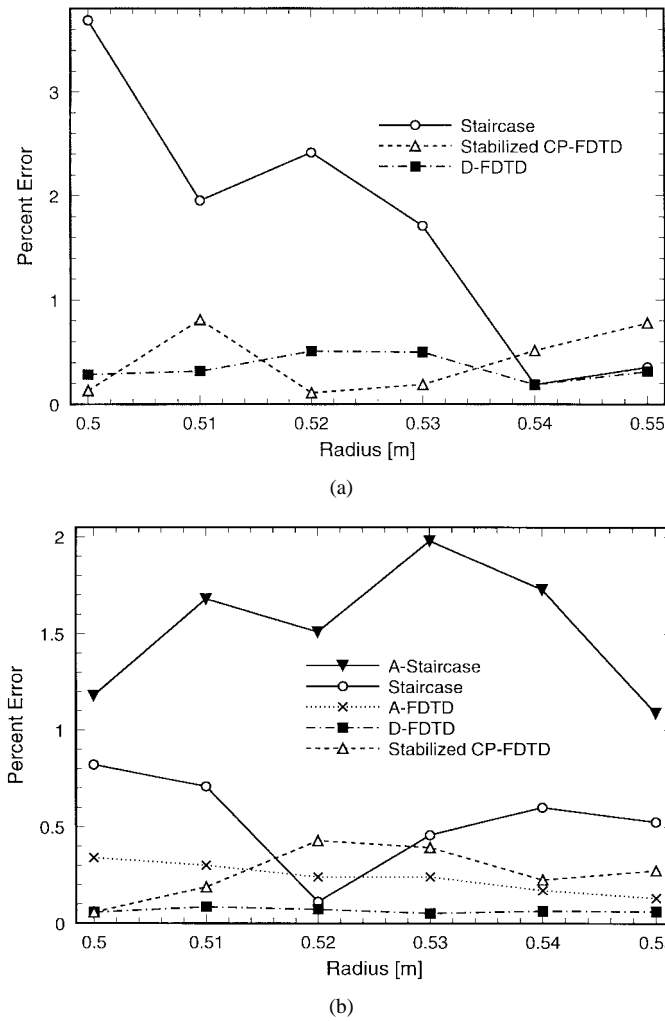 3
2
1
0
Percent Error
Staircase
Stabilized CP-FDTD
D-FDTD
0.5 0.51 0.52 0.53 0.54 0.55
Radius [m]
(a)
2
1.5
1
0.5
0
Percent Error
A-Staircase
Staircase
A-FDTD
D-FDTD
Stabilized CP-FDTD
0.5 0.51 0.52 0.53 0.54
Radius [m]
(b)